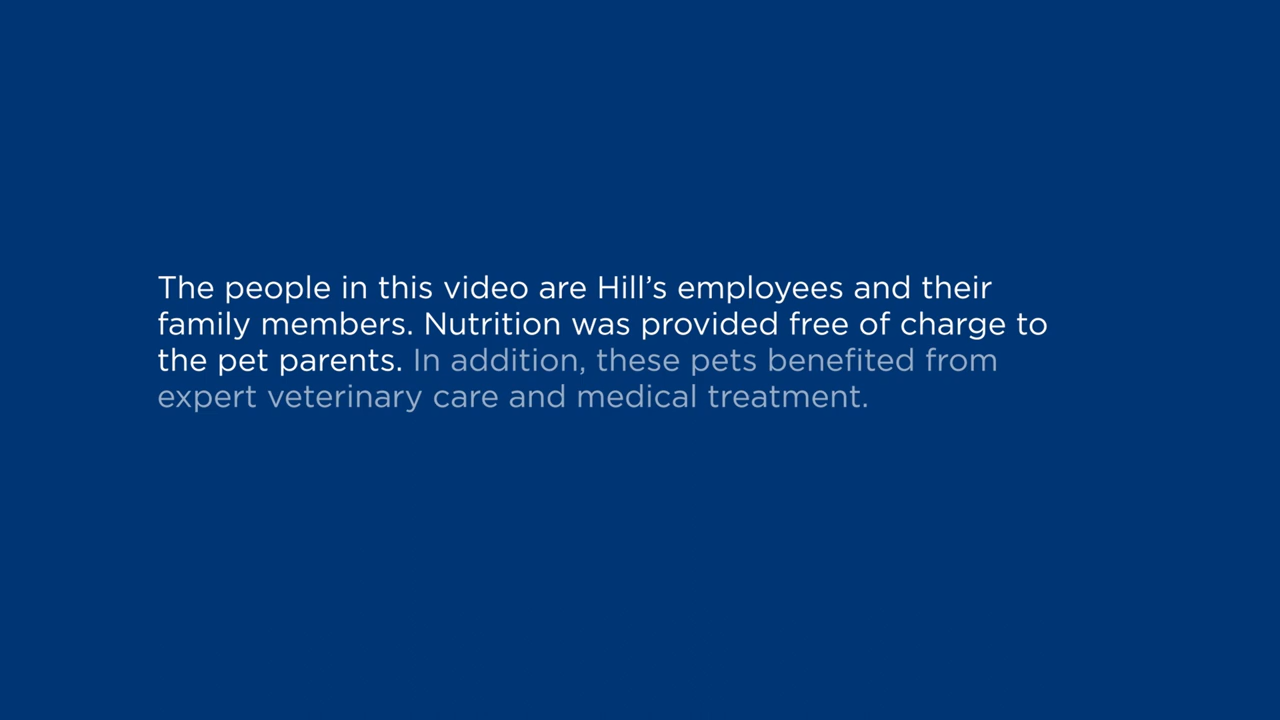 The people in this video are Hill’s employees and their
family members. Nutrition was provided free of charge to
the pet parents. In addition, these pets benefited from
expert veterinary care and medical treatment.